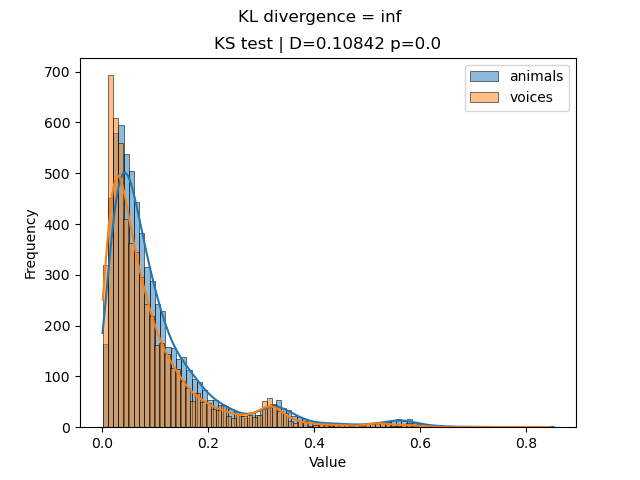 KL divergence = inf
KS test | D=0.10842 p=0.0
animals
voices
700
600
500
400
300
200
100
0
Frequency
0.0 0.2 0.4 0.6 0.8
Value